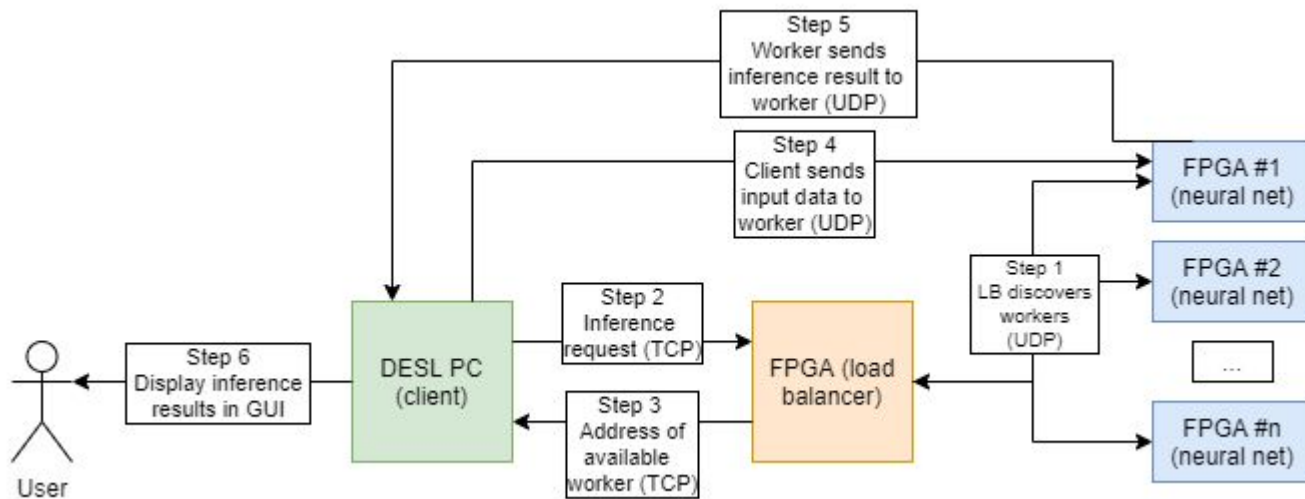 Step 5
Worker sends
inference result to
worker (UDP)
Step 4
Client sends
input data to
worker (UDP)
FPGA #1
(neural net)
Step 1
LB discovers
workers
(UDP)
FPGA #2
(neural net)
...
FPGA #n
(neural net)
Step 2
Inference
request (TCP)
DESL PC
(client)
FPGA (load
balancer)
Step 3
Address of
available
worker (TCP)
Step 6
Display inference
results in GUI
User